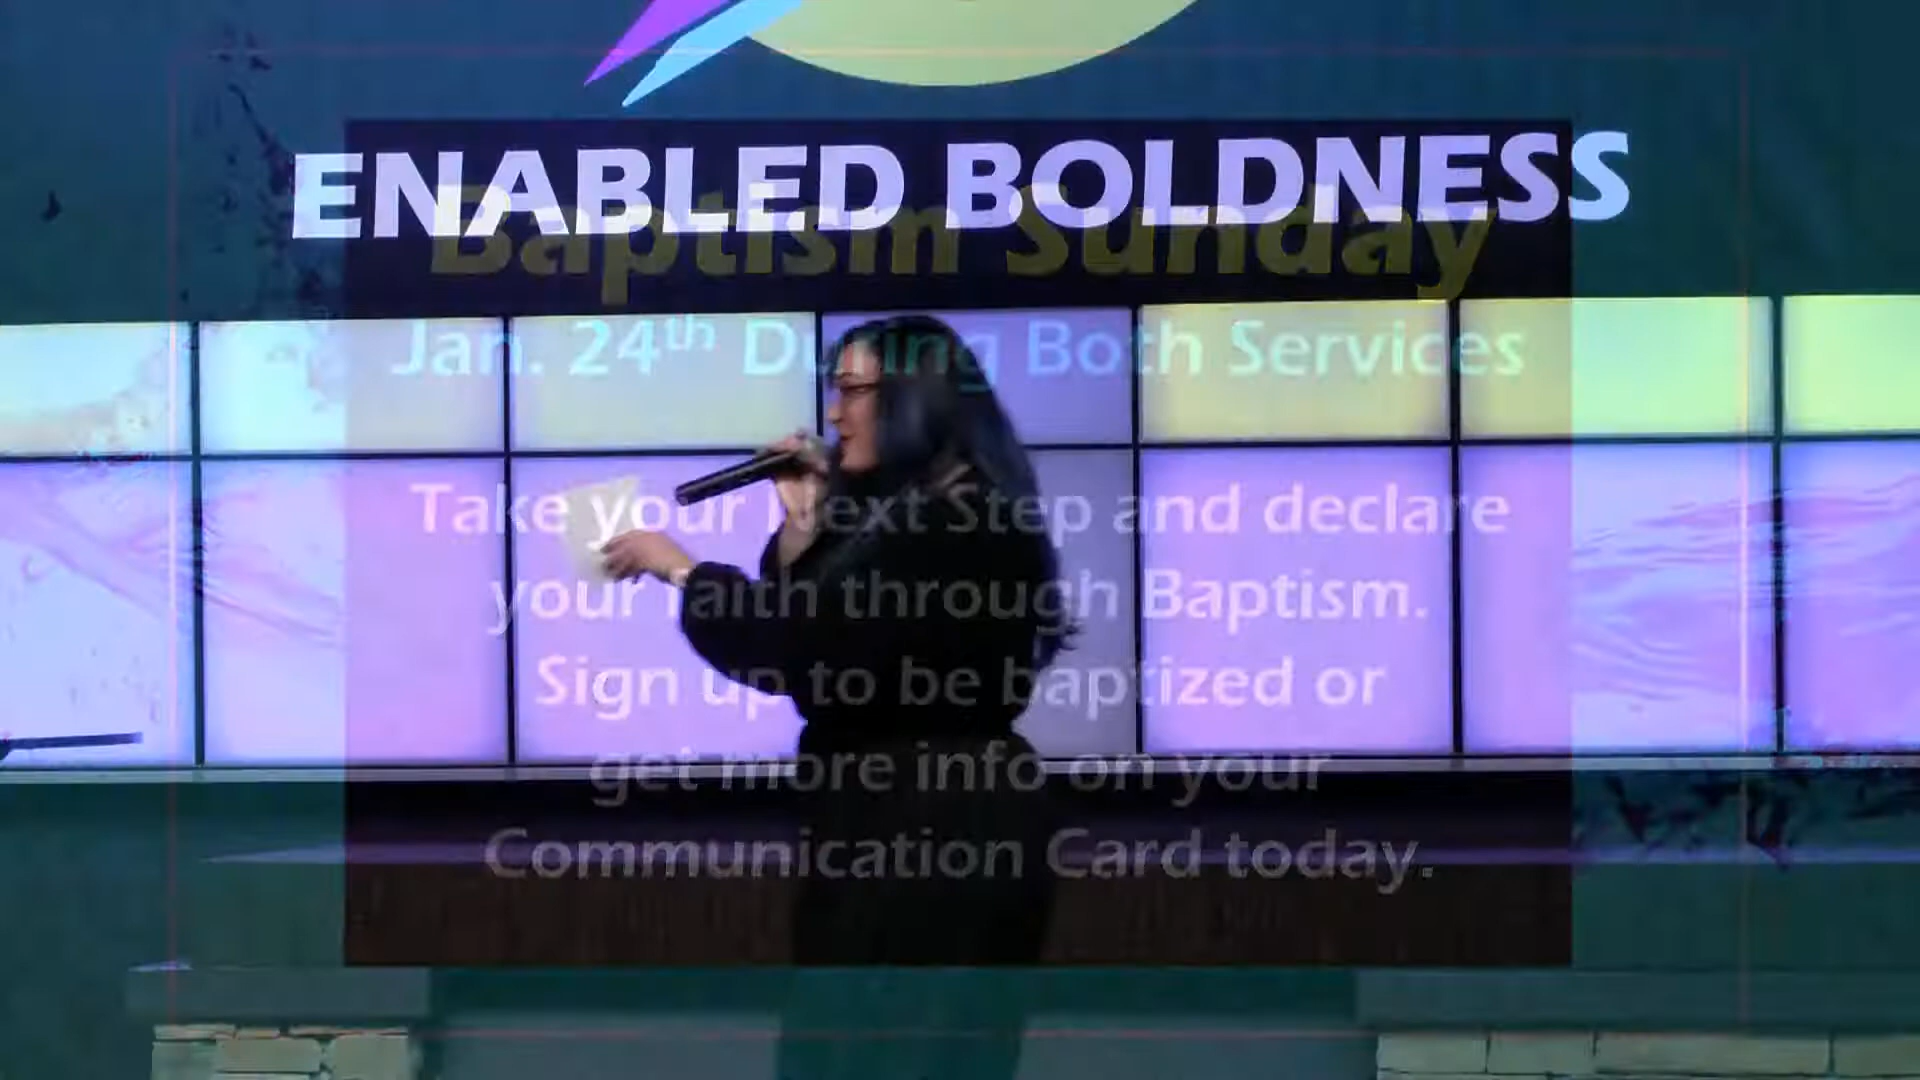 ENABLED BOLDNESS
Baptism Sunday
Jan. 24th During Both Services
Take your Next Step and declare
your faith through Baptism.
Sign up to be baptized or
get more info on your
Communication Card today.